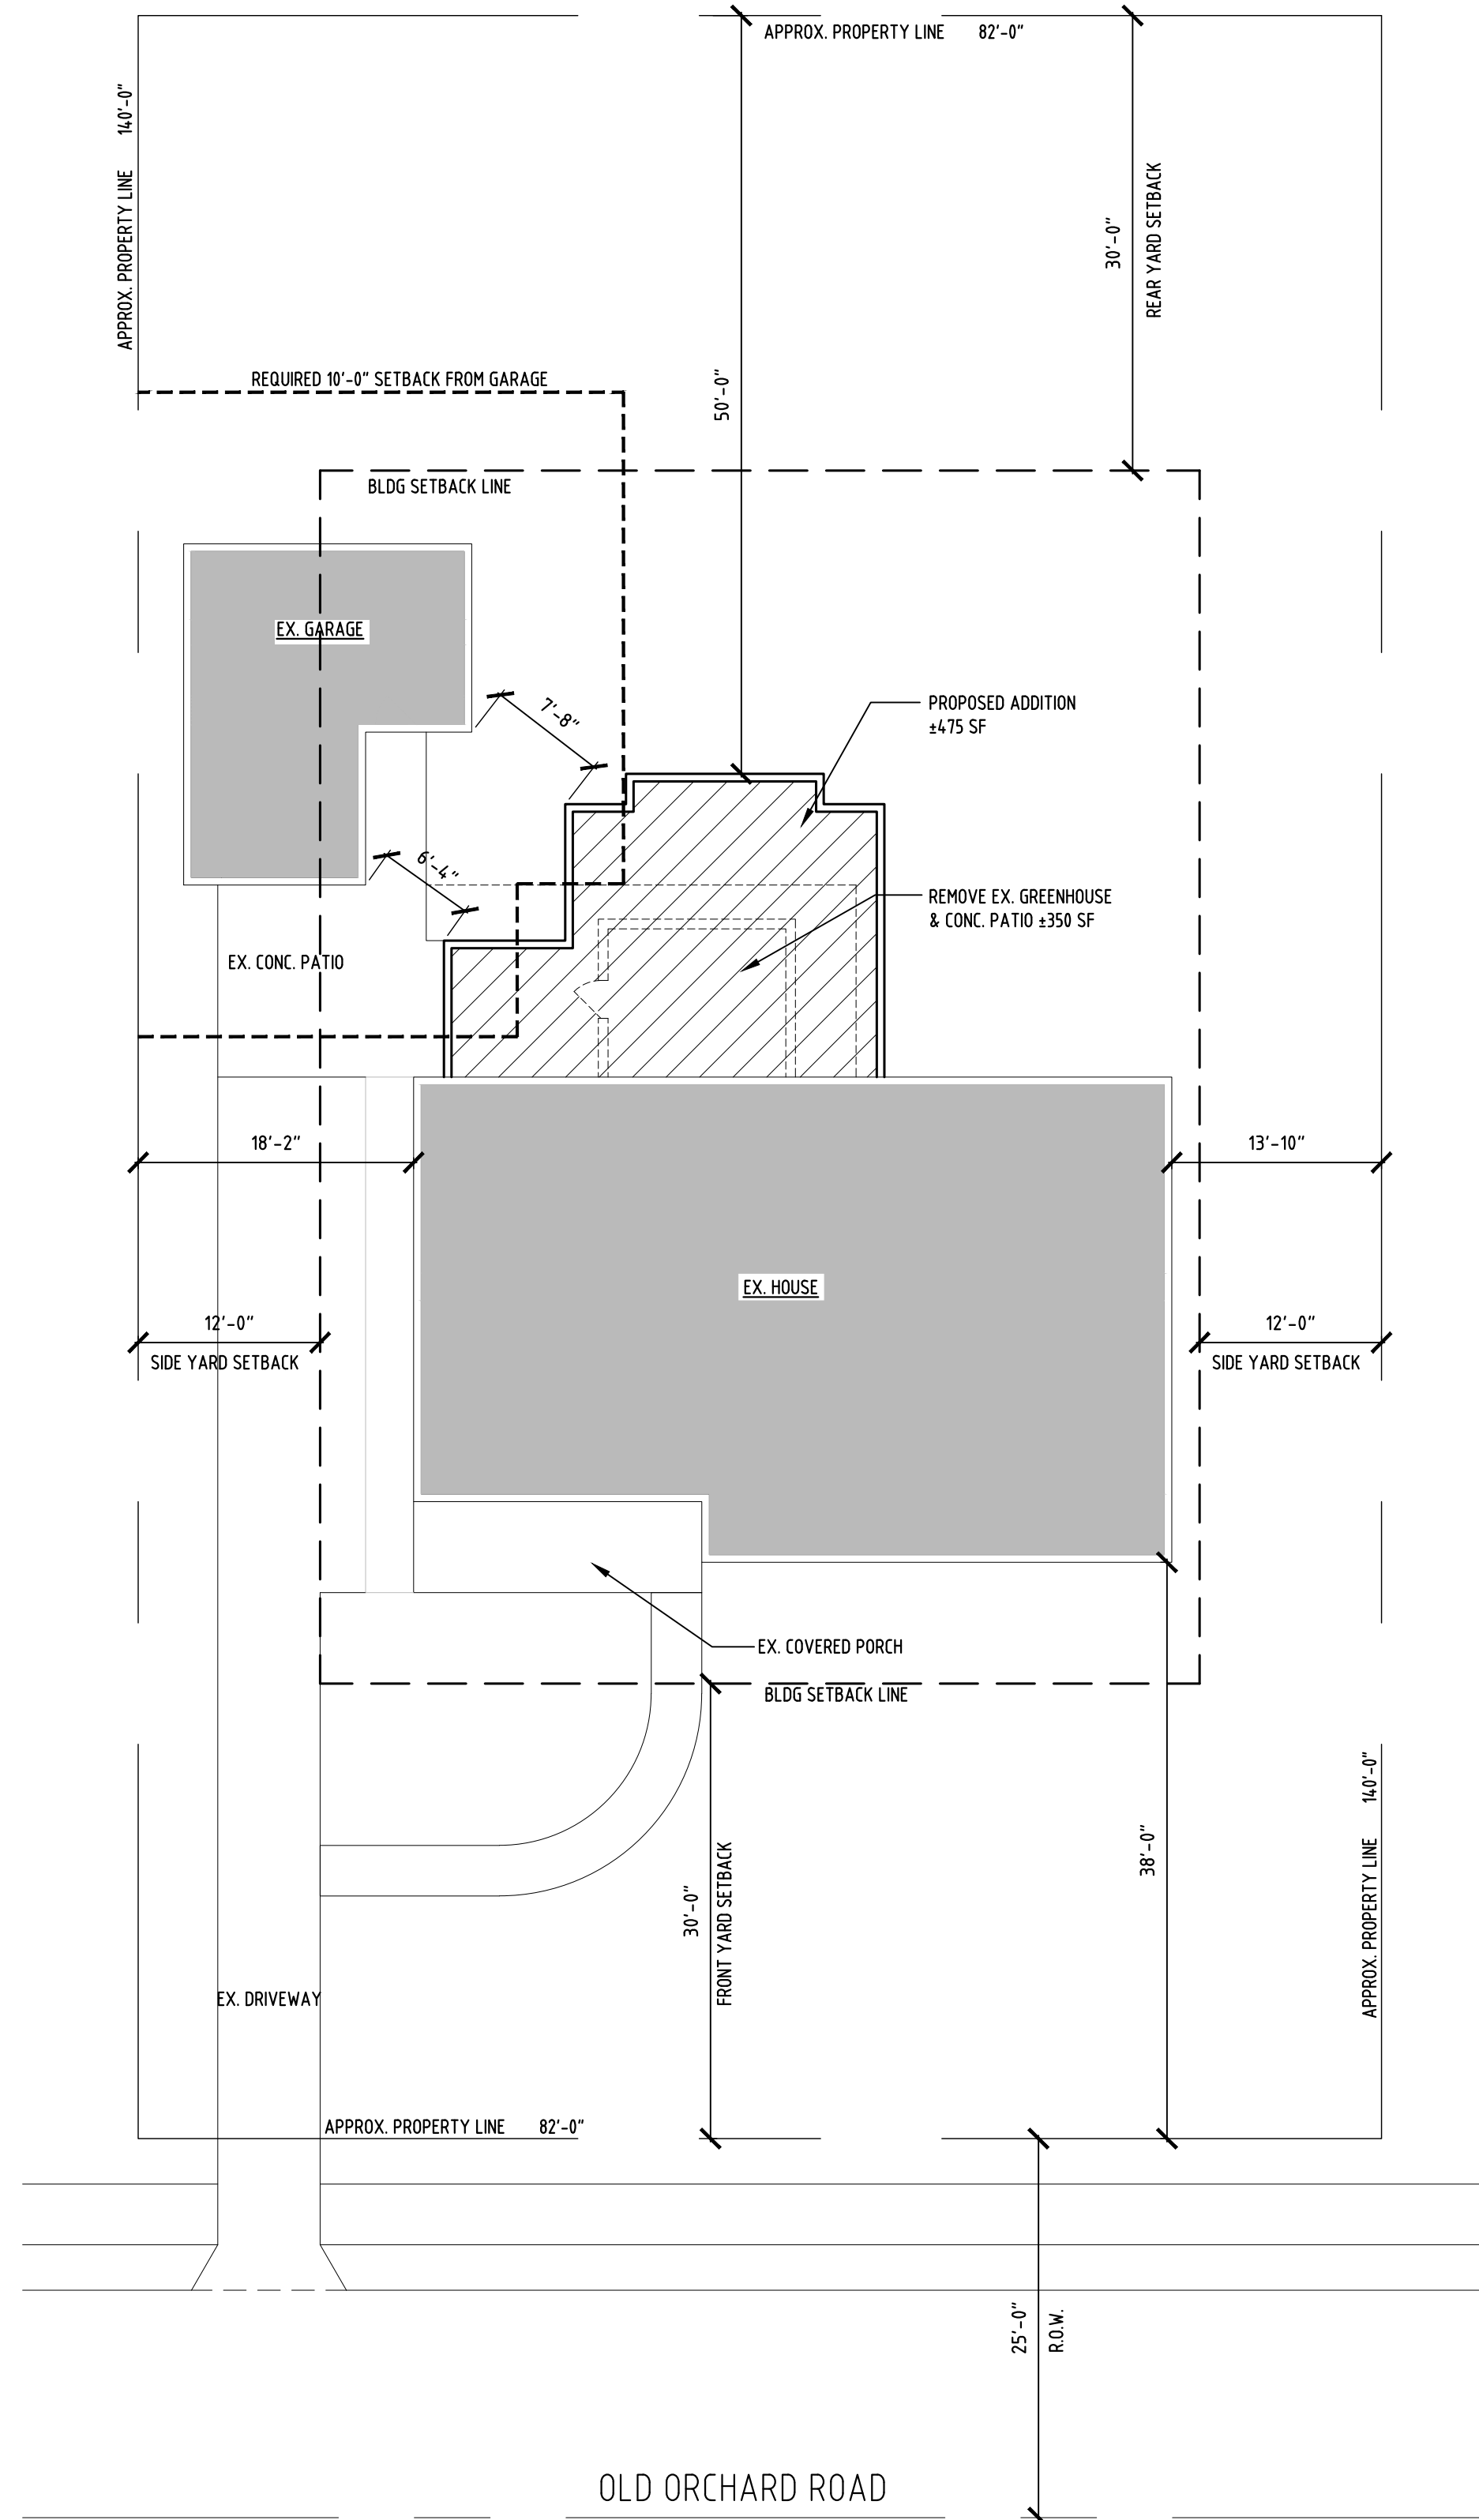 APPROX. PROPERTY LINE 82'-0"
APPROX. PROPERTY LINE 140'-0"
30'-0"
REAR YARD SETBACK
REQUIRED 10'-0" SETBACK FROM GARAGE
50'-0"
BLDG SETBACK LINE
EX. GARAGE
7'-8"
PROPOSED ADDITION
±475 SF
6'-4"
REMOVE EX. GREENHOUSE
& CONC. PATIO ±350 SF
EX. CONC. PATIO
18'-2"
13'-10"
EX. HOUSE
12'-0"
SIDE YARD SETBACK
12'-0"
SIDE YARD SETBACK
EX. COVERED PORCH
BLDG SETBACK LINE
30'-0"
FRONT YARD SETBACK
38'-0"
APPROX. PROPERTY LINE 140'-0"
EX. DRIVEWAY
APPROX. PROPERTY LINE 82'-0"
25'-0"
R.O.W.
OLD ORCHARD ROAD